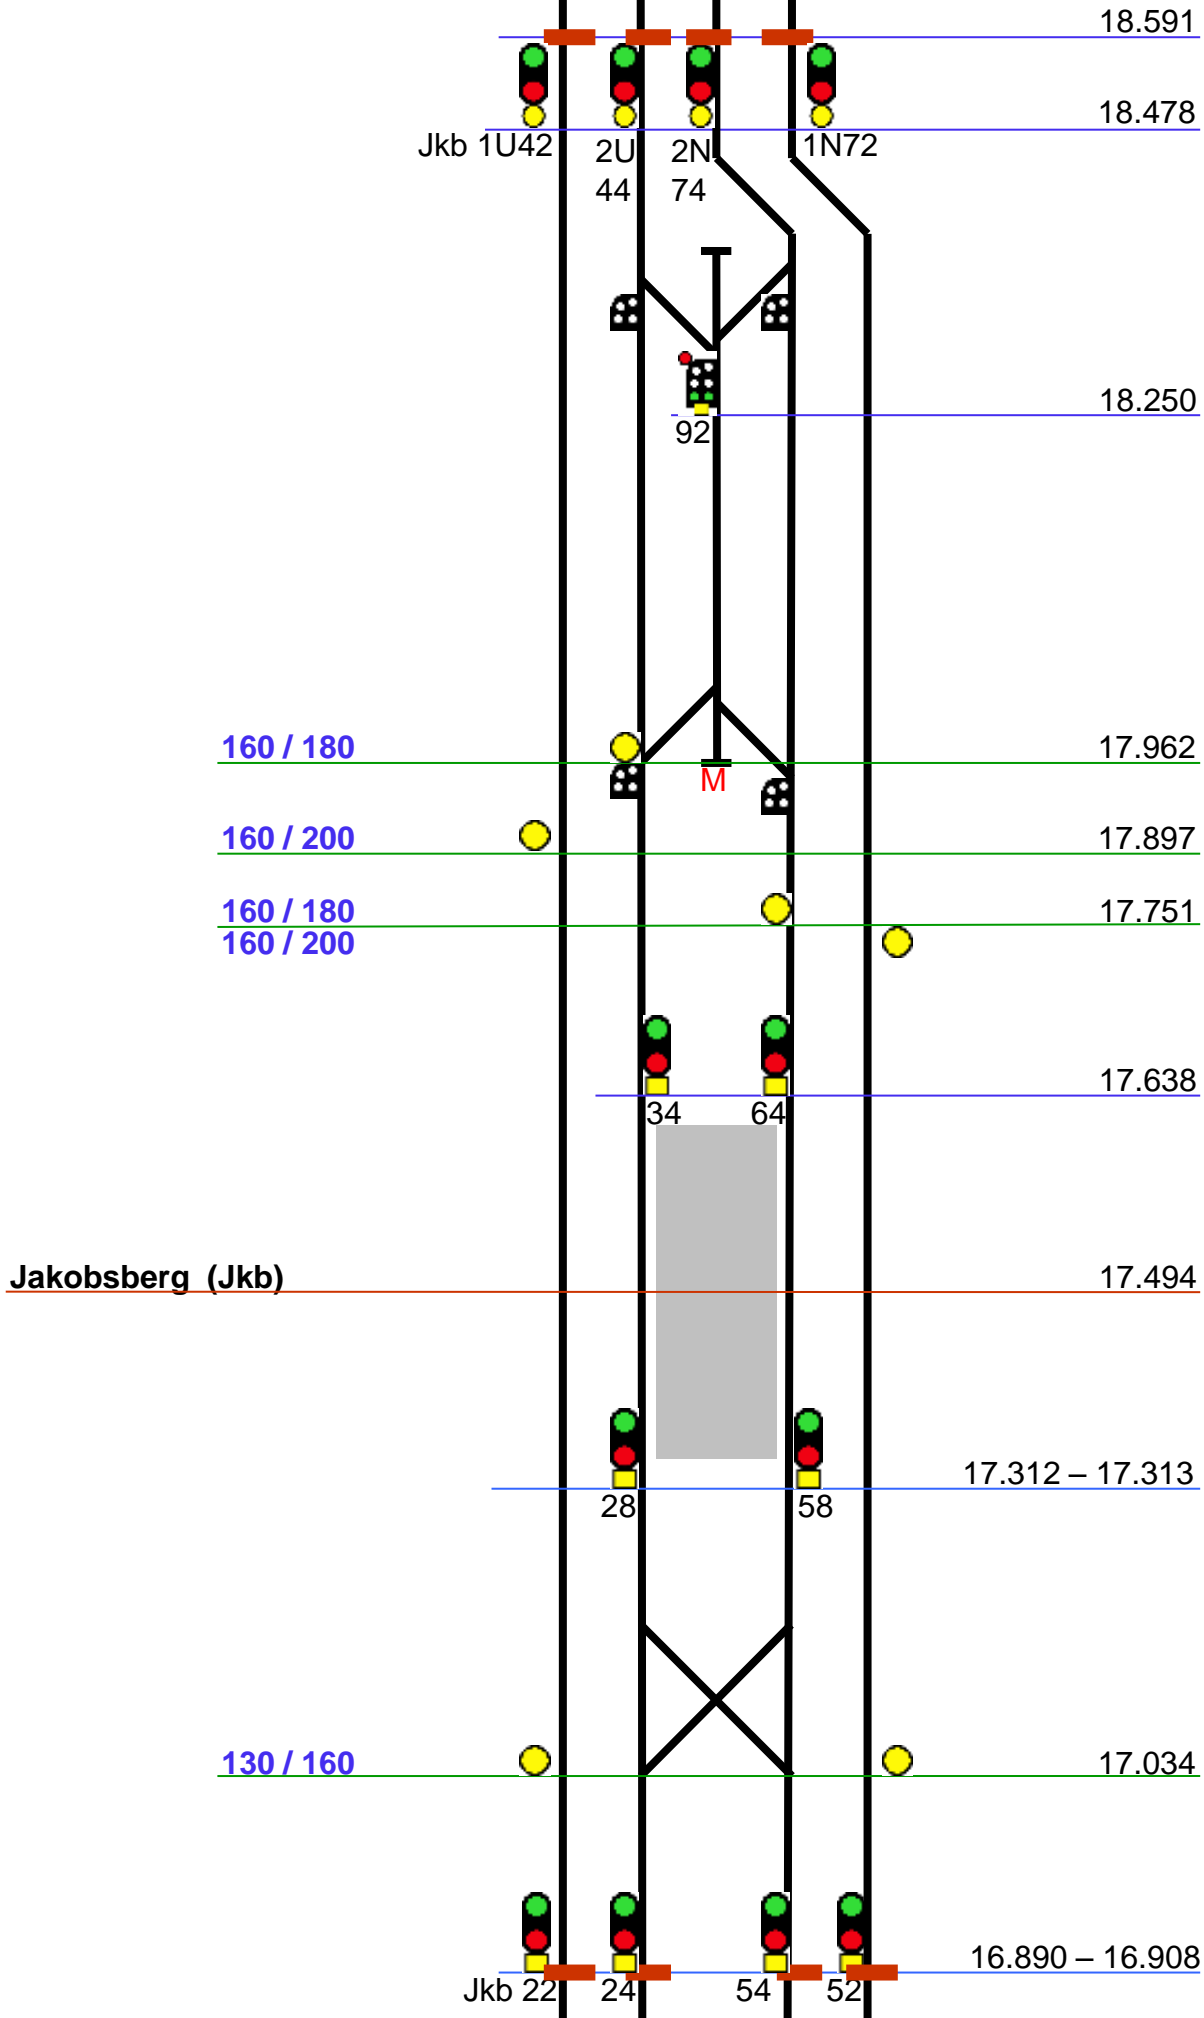 18.591
18.478
Jkb 1U42
2U
44
2N
74
1N72
18.250
92
160 / 180
17.962
M
160 / 200
17.897
160 / 180
17.751
160 / 200
17.638
34
64
Jakobsberg (Jkb)
17.494
17.312 – 17.313
28
58
130 / 160
17.034
16.890 – 16.908
Jkb 22
24
54
52